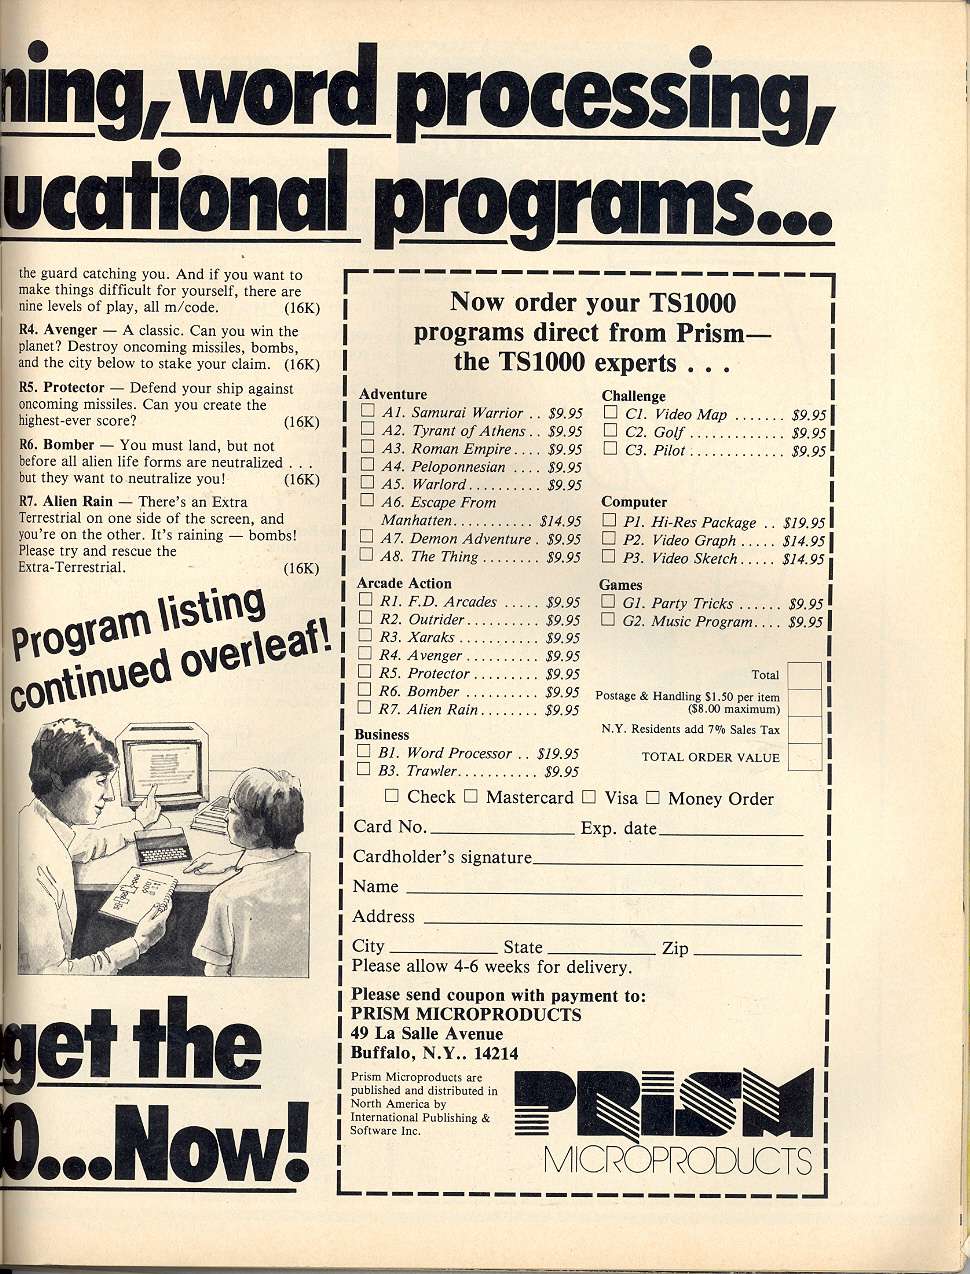 ning, word processing,
ucational programs...
the guard catching you. And if you want to
make things difficult for yourself, there are
nine levels of play, all m/code. (16K)
R4. Avenger — A classic. Can you win the
planet? Destroy oncoming missiles, bombs,
and the city below to stake your claim. (16K)
R5. Protector — Defend your ship against
oncoming missiles. Can you create the
highest-ever score? (16K)
R6. Bomber — You must land, but not
before all alien life forms are neutralized . . .
but they want to neutralize you! (16K)
R7. Alien Rain — There's an Extra
Terrestrial on one side of the screen, and
you're on the other. It's raining — bombs!
Please try and rescue the
Extra-Terrestrial. (16K)
Program listing
continued overleaf!
get the
0...Now!
Now order your TS1000
programs direct from Prism—
the TS1000 experts . . .
Adventure
☐ A1. Samurai Warrior .. $9.95
☐ A2. Tyrant of Athens .. $9.95
☐ A3. Roman Empire.... $9.95
☐ A4. Peloponnesian .... $9.95
☐ A5. Warlord.......... $9.95
☐ A6. Escape From
Manhatten........... $14.95
☐ A7. Demon Adventure . $9.95
☐ A8. The Thing ........ $9.95
Arcade Action
☐ R1. F.D. Arcades ..... $9.95
☐ R2. Outrider.......... $9.95
☐ R3. Xaraks ........... $9.95
☐ R4. Avenger .......... $9.95
☐ R5. Protector ........ $9.95
☐ R6. Bomber .......... $9.95
☐ R7. Alien Rain........ $9.95
Business
☐ B1. Word Processor .. $19.95
☐ B3. Trawler........... $9.95
Challenge
☐ C1. Video Map ....... $9.95
☐ C2. Golf ............. $9.95
☐ C3. Pilot ............. $9.95
Computer
☐ P1. Hi-Res Package .. $19.95
☐ P2. Video Graph ..... $14.95
☐ P3. Video Sketch..... $14.95
Games
☐ G1. Party Tricks ...... $9.95
☐ G2. Music Program.... $9.95
Total
Postage & Handling $1.50 per item
($8.00 maximum)
N.Y. Residents add 7% Sales Tax
TOTAL ORDER VALUE
☐ Check ☐ Mastercard ☐ Visa ☐ Money Order
Card No. Exp. date
Cardholder's signature
Name
Address
City State Zip
Please allow 4-6 weeks for delivery.
Please send coupon with payment to:
PRISM MICROPRODUCTS
49 La Salle Avenue
Buffalo, N.Y.. 14214
Prism Microproducts are
published and distributed in
North America by
International Publishing &
Software Inc.
PRiSM
MICROPRODUCTS